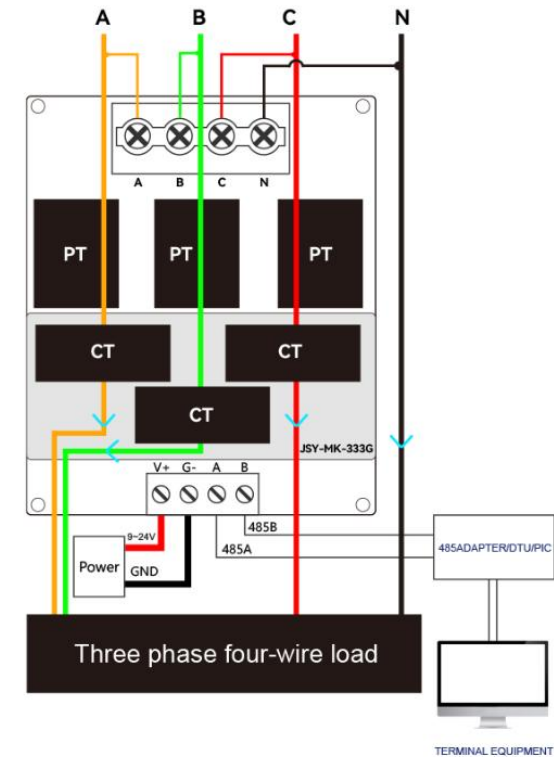 A B C N
A B C N
PT PT PT
CT CT
CT
JSY-MK-333G
V+ G- A B
9~24V
485B
485A
Power
GND
485ADAPTER/DTU/PIC
Three phase four-wire load
TERMINAL EQUIPMENT